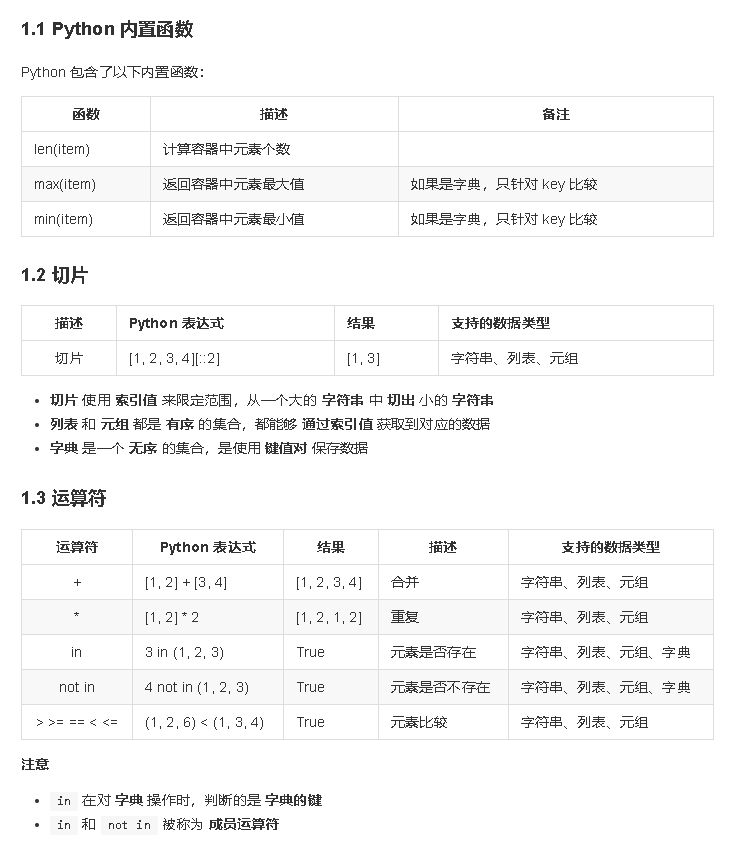 1.1 Python 内置函数
Python 包含了以下内置函数：
函数 描述 备注
len(item) 计算容器中元素个数
max(item) 返回容器中元素最大值 如果是字典，只针对 key 比较
min(item) 返回容器中元素最小值 如果是字典，只针对 key 比较
1.2 切片
描述 Python 表达式 结果 支持的数据类型
切片 [1, 2, 3, 4][::2] [1, 3] 字符串、列表、元组
• 切片 使用 索引值 来限定范围，从一个大的 字符串 中 切出 小的 字符串
• 列表 和 元组 都是 有序 的集合，都能够 通过索引值 获取到对应的数据
• 字典 是一个 无序 的集合，是使用 键值对 保存数据
1.3 运算符
运算符 Python 表达式 结果 描述 支持的数据类型
+ [1, 2] + [3, 4] [1, 2, 3, 4] 合并 字符串、列表、元组
* [1, 2] * 2 [1, 2, 1, 2] 重复 字符串、列表、元组
in 3 in (1, 2, 3) True 元素是否存在 字符串、列表、元组、字典
not in 4 not in (1, 2, 3) True 元素是否不存在 字符串、列表、元组、字典
> >= == < <= (1, 2, 6) < (1, 3, 4) True 元素比较 字符串、列表、元组
注意
• in 在对 字典 操作时，判断的是 字典的键
• in 和 not in 被称为 成员运算符